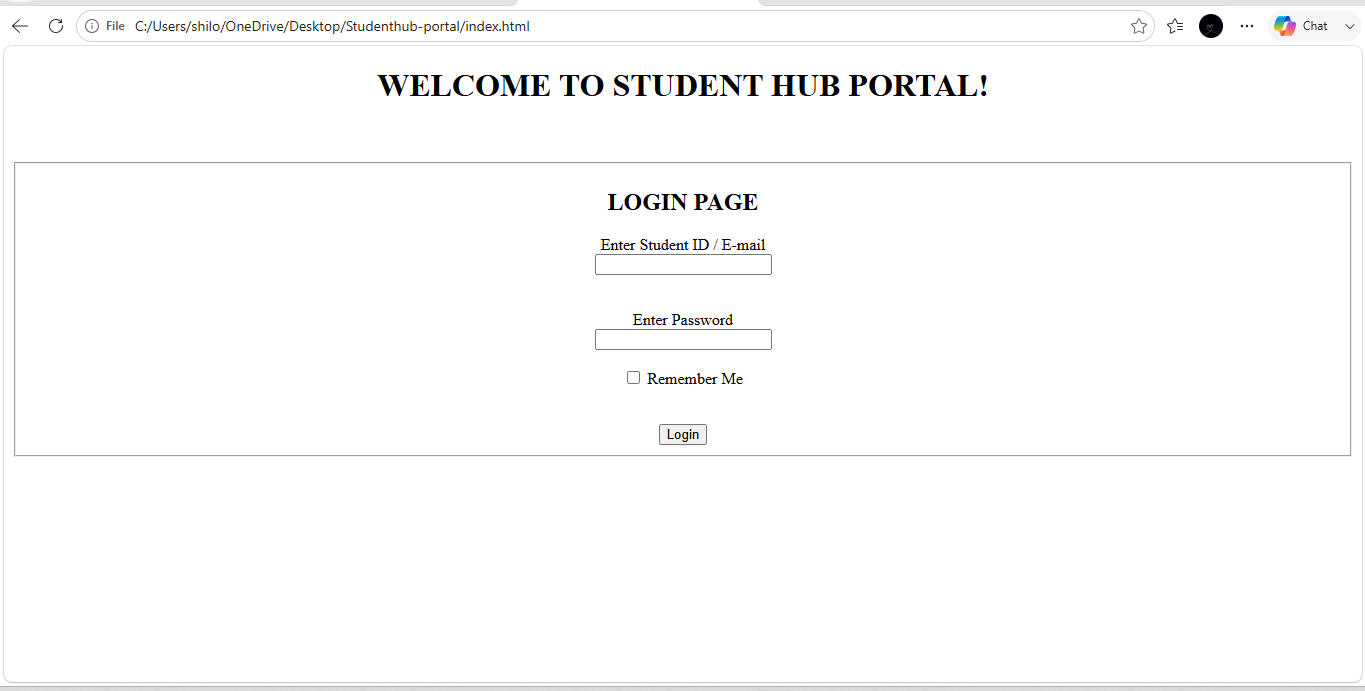 File C:/Users/shilo/OneDrive/Desktop/Studenthub-portal/index.html
Chat
WELCOME TO STUDENT HUB PORTAL!
LOGIN PAGE
Enter Student ID / E-mail
Enter Password
Remember Me
Login